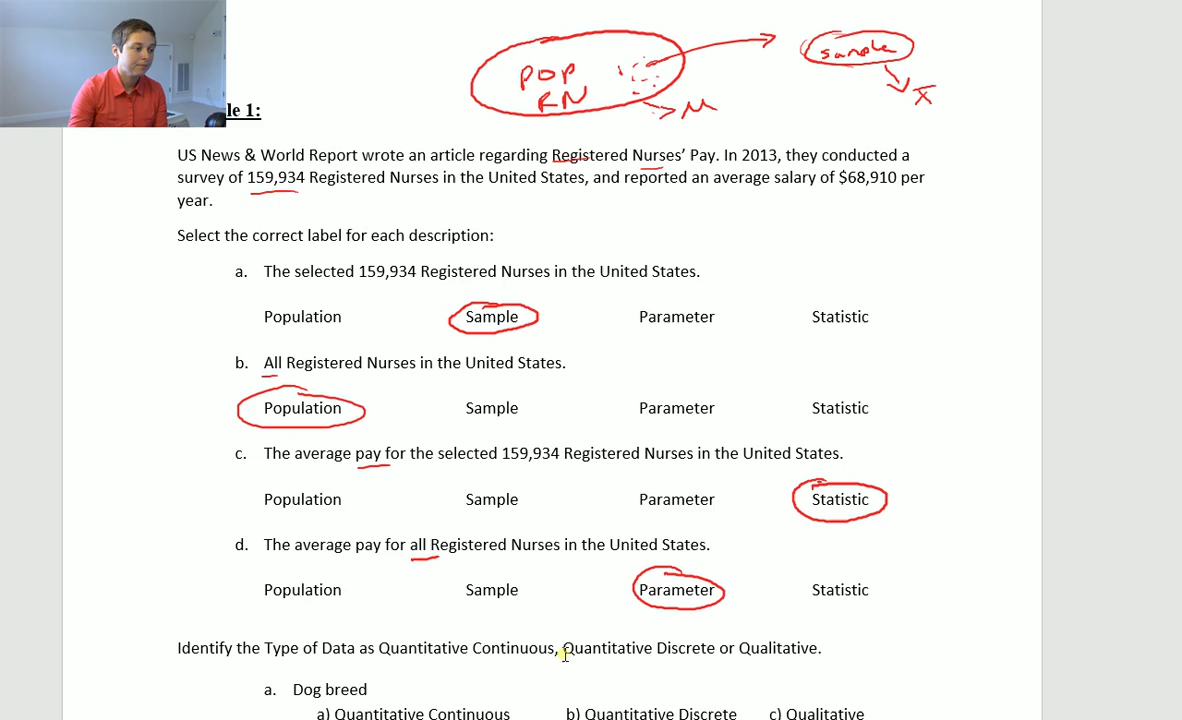 POP
RN
sample
μ
x̄
le 1:
US News & World Report wrote an article regarding Registered Nurses' Pay. In 2013, they conducted a
survey of 159,934 Registered Nurses in the United States, and reported an average salary of $68,910 per
year.
Select the correct label for each description:
a. The selected 159,934 Registered Nurses in the United States.
Population Sample Parameter Statistic
b. All Registered Nurses in the United States.
Population Sample Parameter Statistic
c. The average pay for the selected 159,934 Registered Nurses in the United States.
Population Sample Parameter Statistic
d. The average pay for all Registered Nurses in the United States.
Population Sample Parameter Statistic
Identify the Type of Data as Quantitative Continuous, Quantitative Discrete or Qualitative.
a. Dog breed
a) Quantitative Continuous b) Quantitative Discrete c) Qualitative